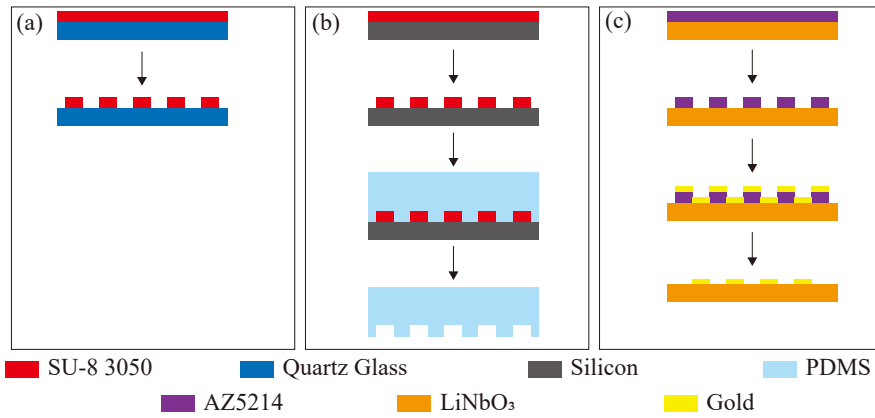 (a)
(b)
(c)
SU-8 3050
Quartz Glass
Silicon
PDMS
AZ5214
LiNbO₃
Gold